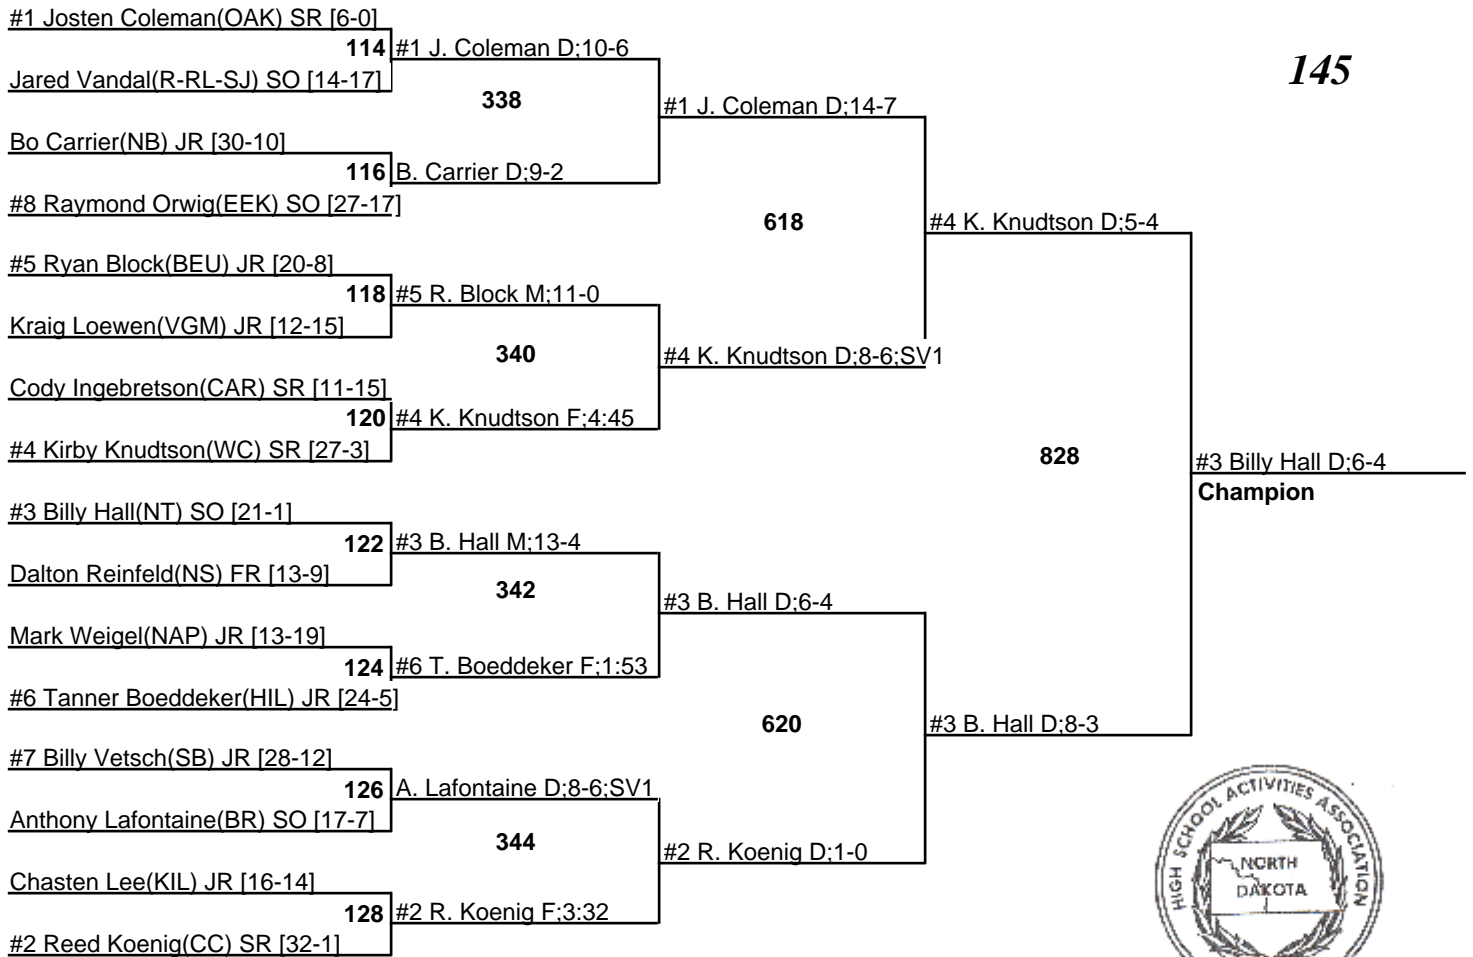 #1 Josten Coleman(OAK) SR [6-0]
114 #1 J. Coleman D;10-6
145
Jared Vandal(R-RL-SJ) SO [14-17]
338
#1 J. Coleman D;14-7
Bo Carrier(NB) JR [30-10]
116 B. Carrier D;9-2
#8 Raymond Orwig(EEK) SO [27-17]
618
#4 K. Knudtson D;5-4
#5 Ryan Block(BEU) JR [20-8]
118 #5 R. Block M;11-0
Kraig Loewen(VGM) JR [12-15]
340
#4 K. Knudtson D;8-6;SV1
Cody Ingebretson(CAR) SR [11-15]
120 #4 K. Knudtson F;4:45
#4 Kirby Knudtson(WC) SR [27-3]
828
#3 Billy Hall D;6-4
Champion
#3 Billy Hall(NT) SO [21-1]
122 #3 B. Hall M;13-4
Dalton Reinfeld(NS) FR [13-9]
342
#3 B. Hall D;6-4
Mark Weigel(NAP) JR [13-19]
124 #6 T. Boeddeker F;1:53
#6 Tanner Boeddeker(HIL) JR [24-5]
620
#3 B. Hall D;8-3
#7 Billy Vetsch(SB) JR [28-12]
126 A. Lafontaine D;8-6;SV1
Anthony Lafontaine(BR) SO [17-7]
344
#2 R. Koenig D;1-0
Chasten Lee(KIL) JR [16-14]
128 #2 R. Koenig F;3:32
#2 Reed Koenig(CC) SR [32-1]
HIGH SCHOOL ACTIVITIES ASSOCIATION
NORTH
DAKOTA